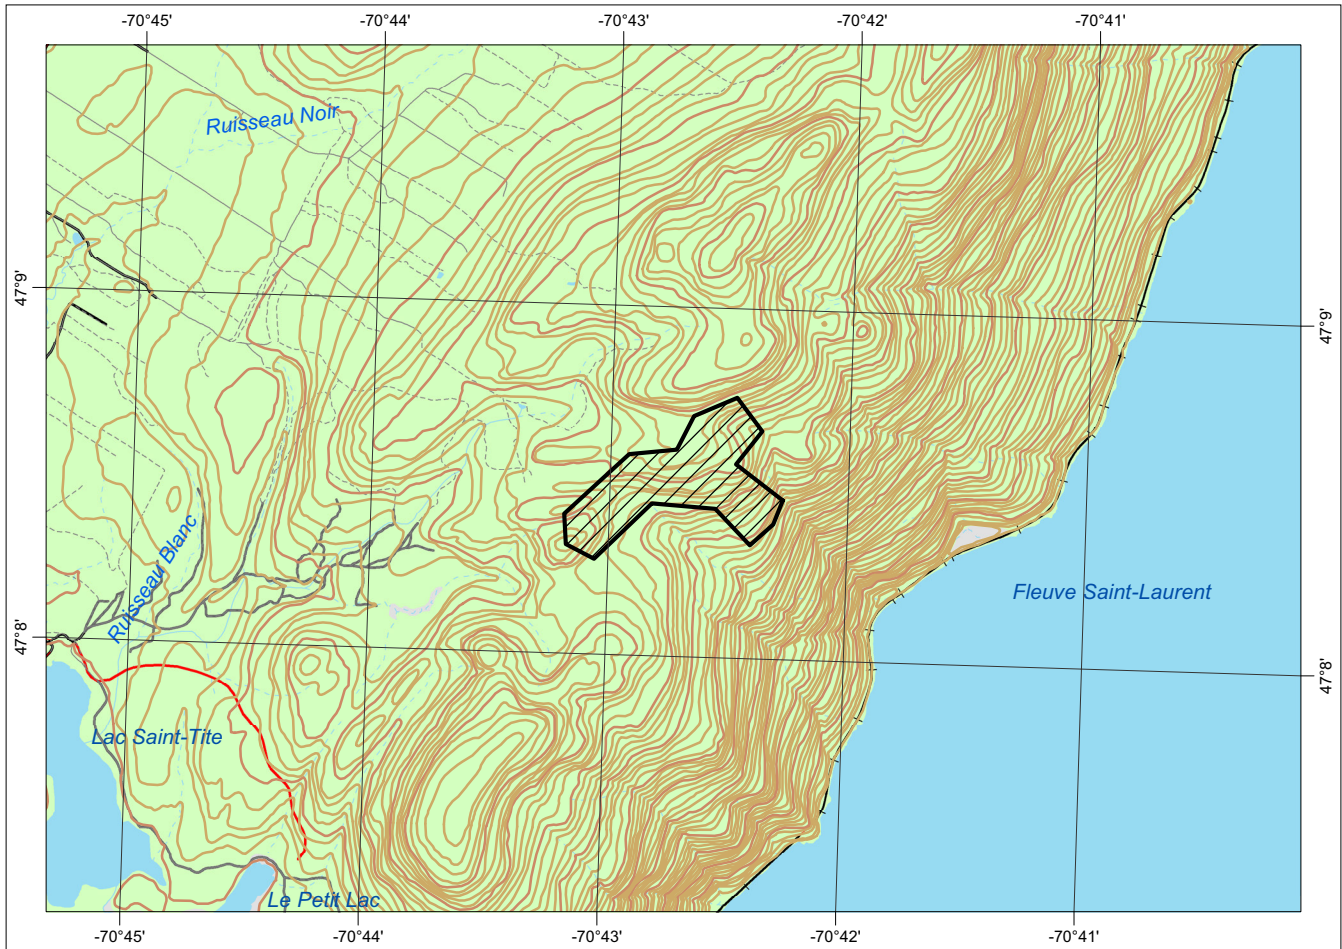 -70°45' -70°44' -70°43' -70°42' -70°41'
Ruisseau Noir
47°9'
47°9'
Ruisseau Blanc
Fleuve Saint-Laurent
47°8'
47°8'
Lac Saint-Tite
Le Petit Lac
-70°45' -70°44' -70°43' -70°42' -70°41'